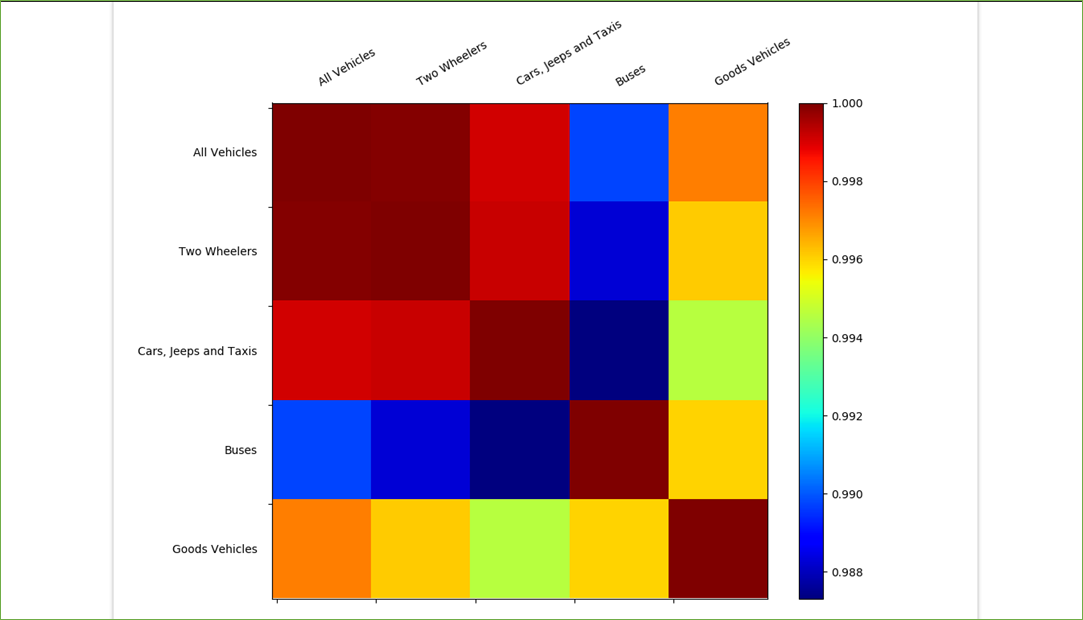 All Vehicles
Two Wheelers
Cars, Jeeps and Taxis
Buses
Goods Vehicles
All Vehicles
Two Wheelers
Cars, Jeeps and Taxis
Buses
Goods Vehicles
1.000
0.998
0.996
0.994
0.992
0.990
0.988